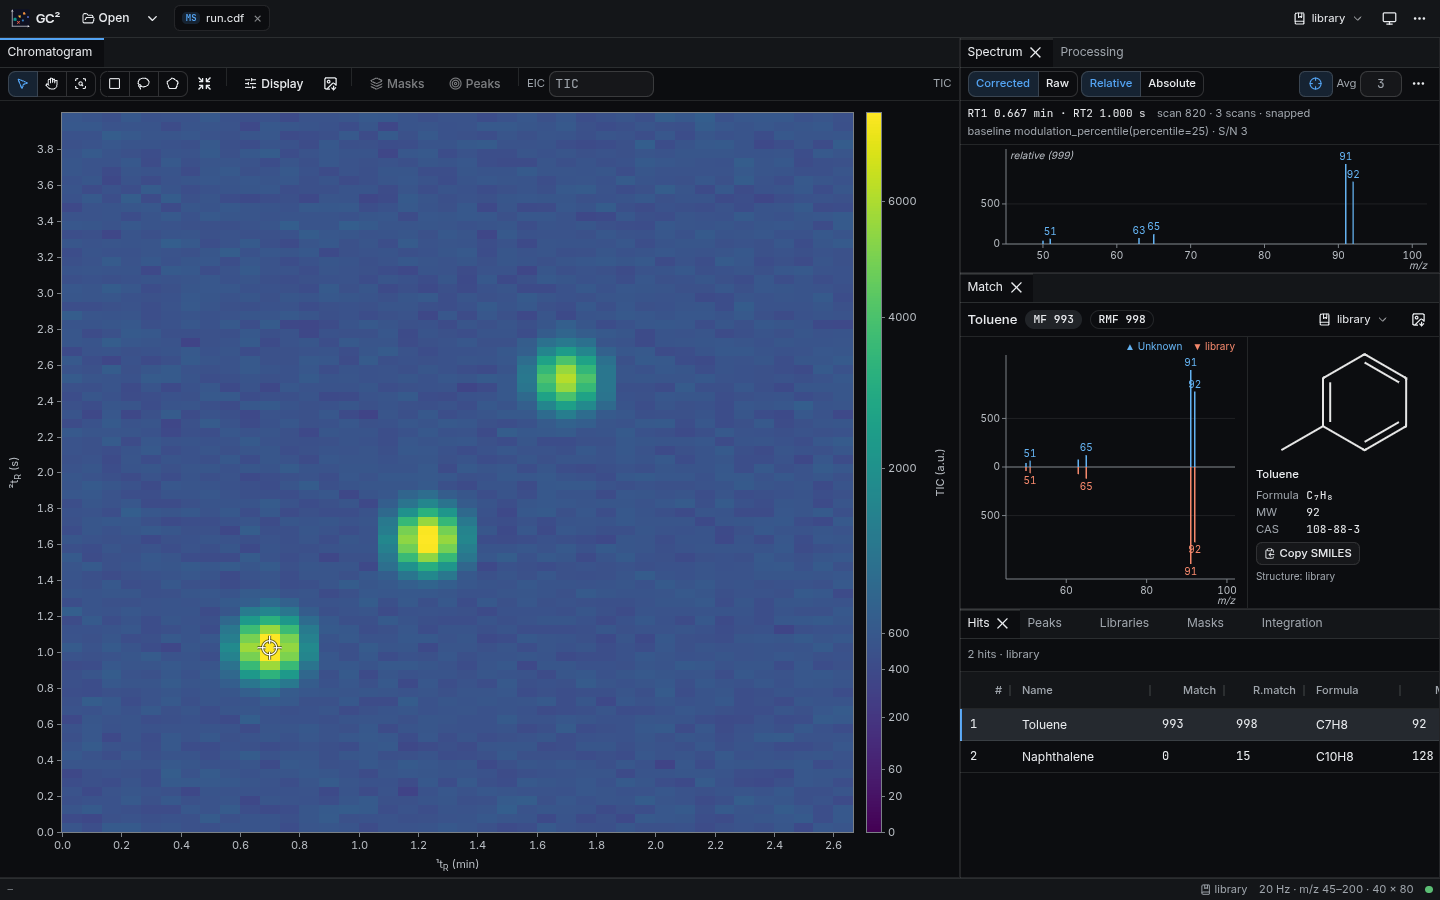 GC²
Open
MS run.cdf
library
Chromatogram
Display
Masks
Peaks
EIC TIC
TIC
3.8
3.6
3.4
3.2
3.0
2.8
2.6
2.4
2.2
2.0
1.8
1.6
1.4
1.2
1.0
0.8
0.6
0.4
0.2
0.0
²tR (s)
0.0 0.2 0.4 0.6 0.8 1.0 1.2 1.4 1.6 1.8 2.0 2.2 2.4 2.6
¹tR (min)
6000
4000
2000
600
400
200
60
20
0
TIC (a.u.)
Spectrum Processing
Corrected Raw Relative Absolute Avg 3
RT1 0.667 min · RT2 1.000 s scan 820 · 3 scans · snapped
baseline modulation_percentile(percentile=25) · S/N 3
relative (999)
91
92
51 63 65
500
0
50 60 70 80 90 100
m/z
Match
Toluene MF 993 RMF 998 library
▲ Unknown ▼ library
91
92
500
51 65
0
51 65
500
92
91
60 80 100
m/z
Toluene
Formula C₇H₈
MW 92
CAS 108-88-3
Copy SMILES
Structure: library
Hits Peaks Libraries Masks Integration
2 hits · library
# Name Match R.match Formula
1 Toluene 993 998 C7H8 92
2 Naphthalene 0 15 C10H8 128
–
library 20 Hz · m/z 45–200 · 40 × 80